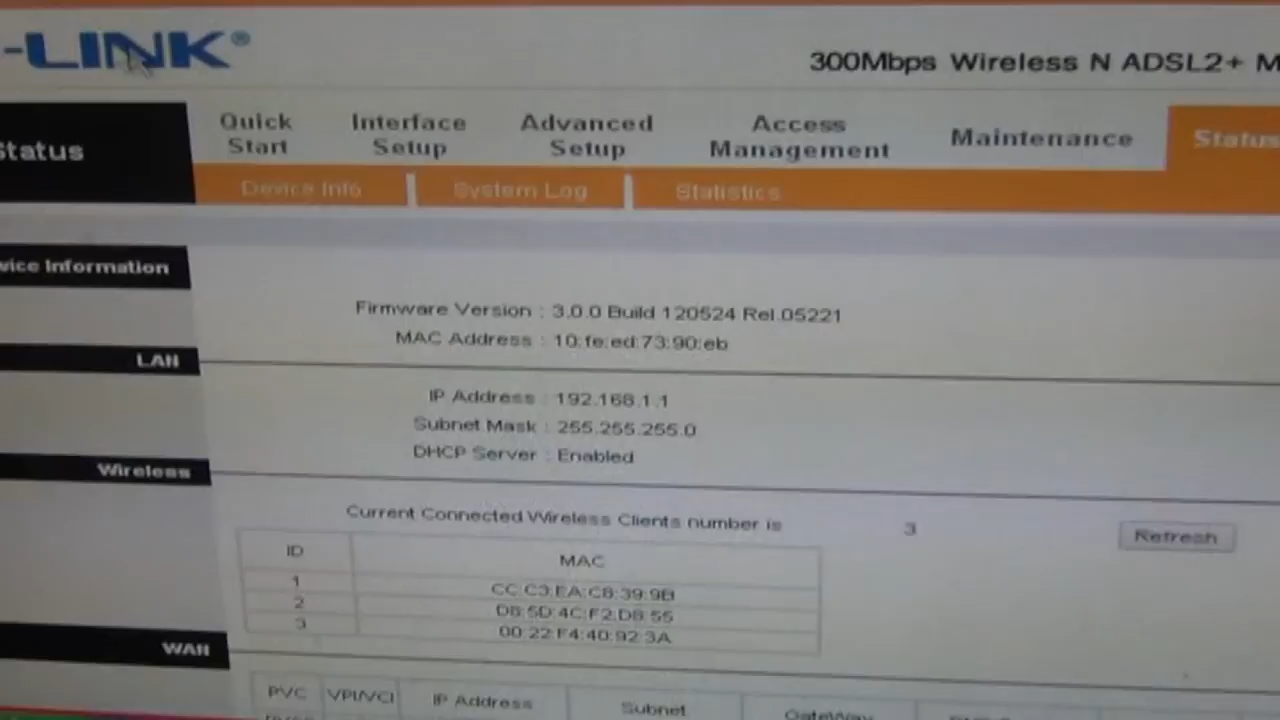 -LINK®
300Mbps Wireless N ADSL2+ M
Status
Quick Start
Interface Setup
Advanced Setup
Access Management
Maintenance
Status
Device Info
System Log
Statistics
vice Information
Firmware Version : 3.0.0 Build 120524 Rel.05221
MAC Address : 10:fe:ed:73:90:eb
LAN
IP Address : 192.168.1.1
Subnet Mask : 255.255.255.0
DHCP Server : Enabled
Wireless
Current Connected Wireless Clients number is 3 Refresh
ID MAC
1 CC:C3:EA:C8:39:9B
2 D8:5D:4C:F2:D8:55
3 00:22:F4:40:92:3A
WAN
PVC VPI/VCI IP Address Subnet GateWay